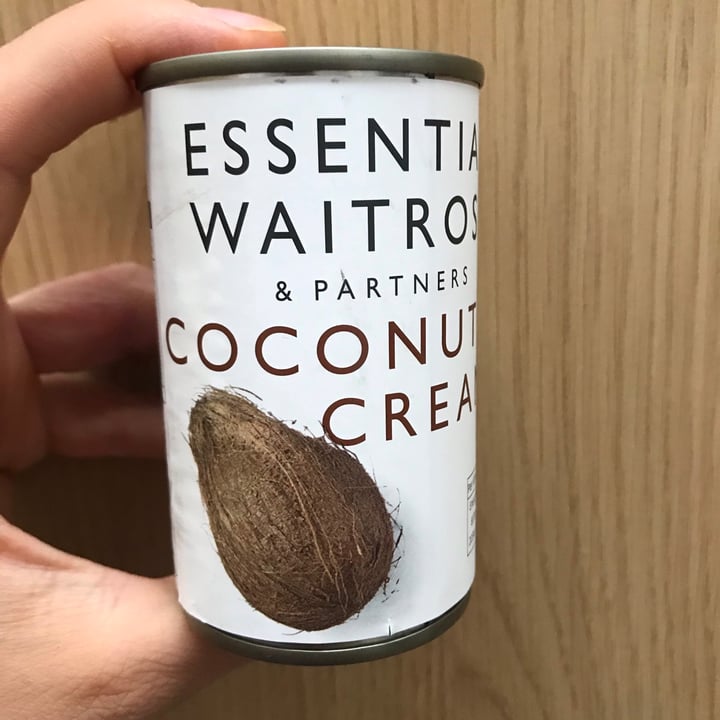 ESSENTIA
WAITROS
& PARTNERS
COCONUT
CREA